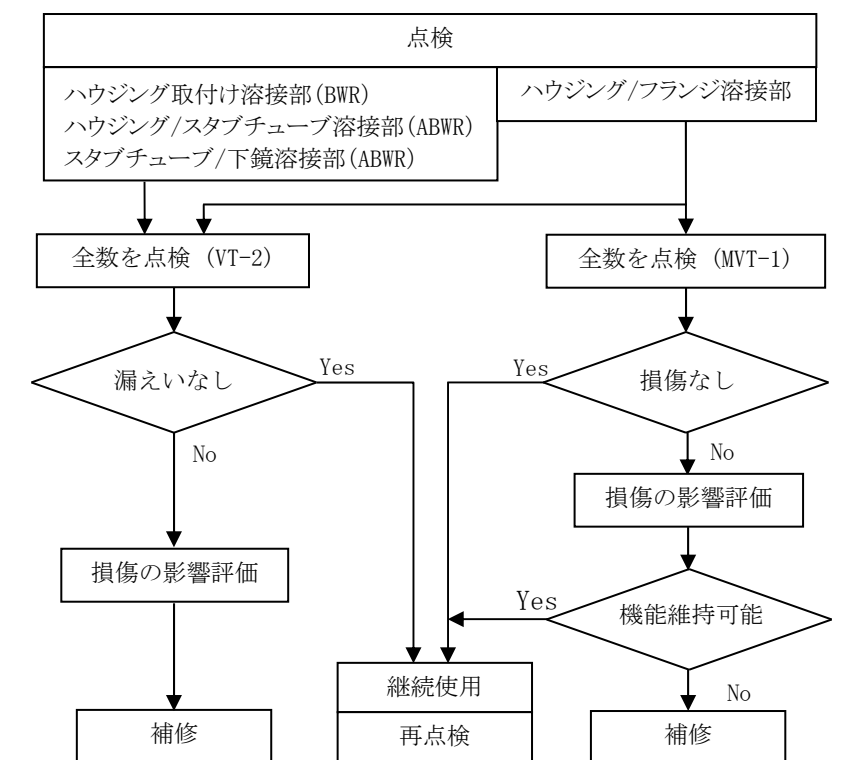 点検
ハウジング取付け溶接部(BWR)
ハウジング/スタブチューブ溶接部(ABWR)
スタブチューブ/下鏡溶接部(ABWR)
ハウジング/フランジ溶接部
全数を点検 (VT-2)
全数を点検 (MVT-1)
漏えいなし
Yes
Yes
損傷なし
No
No
損傷の影響評価
損傷の影響評価
Yes
機能維持可能
継続使用
No
補修
再点検
補修